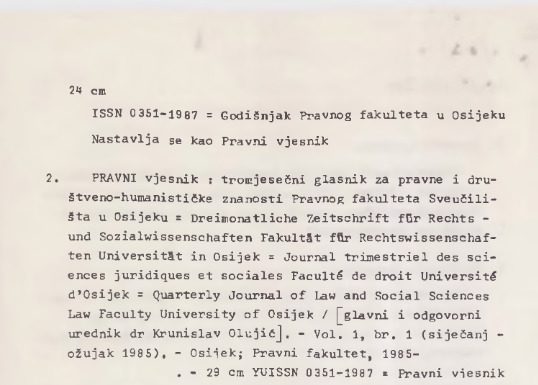 24 cm
ISSN 0351-1987 = Godišnjak Pravnog fakulteta u Osijeku
Nastavlja se kao Pravni vjesnik
2. PRAVNI vjesnik : tromjesečni glasnik za pravne i dru-
štveno-humanističke znanosti Pravnog fakulteta Sveučili-
šta u Osijeku = Dreimonatliche Zeitschrift für Rechts -
und Sozialwissenschaften Fakultät für Rechtswissenschaf-
ten Universität in Osijek = Journal trimestriel des sci-
ences juridiques et sociales Faculté de droit Université
d'Osijek = Quarterly Journal of Law and Social Sciences
Law Faculty University of Osijek / [glavni i odgovorni
urednik dr Krunislav Olujić]. - Vol. 1, br. 1 (siječanj -
ožujak 1985). - Osijek; Pravni fakultet, 1985-
. - 29 cm YUISSN 0351-1987 = Pravni vjesnik